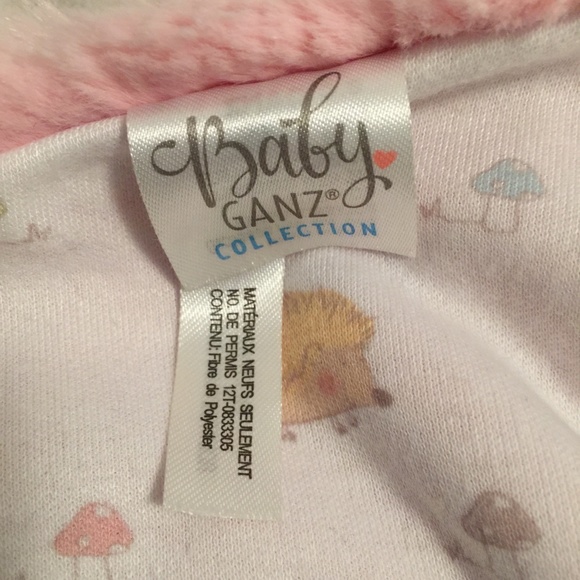 Baby
GANZ®
COLLECTION
MATÉRIAUX NEUFS SEULEMENT
NO. DE PERMIS 12T-0833305
CONTENU: Fibre de Polyester